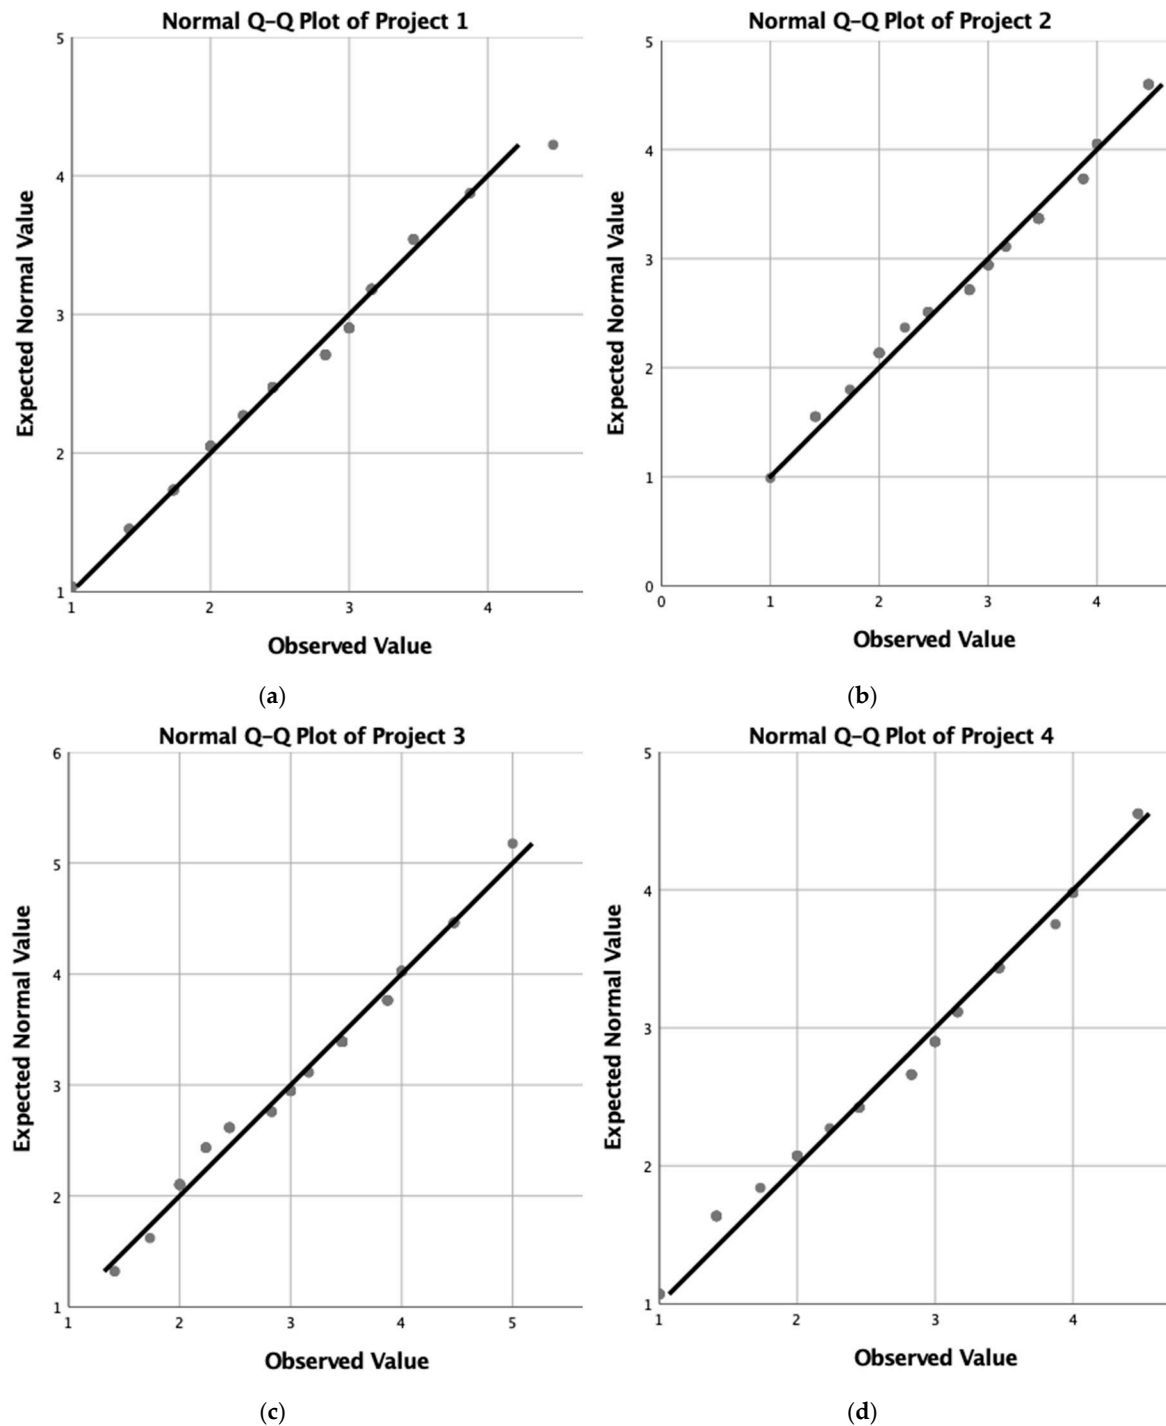 Normal Q–Q Plot of Project 1
5
4
3
2
1
1 2 3 4
Expected Normal Value
Observed Value
(a)
Normal Q–Q Plot of Project 2
5
4
3
2
1
0
0 1 2 3 4
Expected Normal Value
Observed Value
(b)
Normal Q–Q Plot of Project 3
6
5
4
3
2
1
1 2 3 4 5
Expected Normal Value
Observed Value
(c)
Normal Q–Q Plot of Project 4
5
4
3
2
1
1 2 3 4
Expected Normal Value
Observed Value
(d)